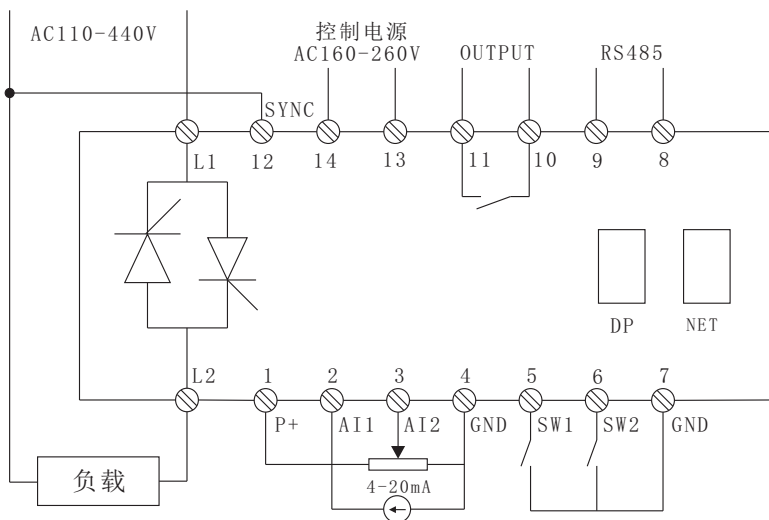 AC110-440V
控制电源
AC160-260V
OUTPUT
RS485
SYNC
L1
12
14
13
11
10
9
8
DP
NET
L2
1
2
3
4
5
6
7
P+
AI1
AI2
GND
SW1
SW2
GND
负载
4-20mA